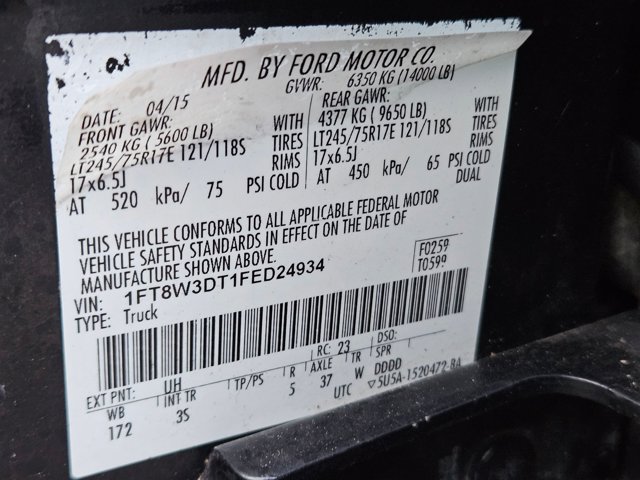 MFD. BY FORD MOTOR CO.
DATE: 04/15 GVWR: 6350 KG (14000 LB)
FRONT GAWR: REAR GAWR:
2540 KG ( 5600 LB) WITH 4377 KG ( 9650 LB) WITH
LT245/75R17E 121/118S TIRES LT245/75R17E 121/118S TIRES
17x6.5J RIMS 17x6.5J RIMS
AT 520 kPa/ 75 PSI COLD AT 450 kPa/ 65 PSI COLD
DUAL
THIS VEHICLE CONFORMS TO ALL APPLICABLE FEDERAL MOTOR
VEHICLE SAFETY STANDARDS IN EFFECT ON THE DATE OF
MANUFACTURE SHOWN ABOVE.
F0259
T0599
VIN: 1FT8W3DT1FED24934
TYPE: Truck
EXT PNT: UH RC: 23 DSO:
WB INT TR TP/PS R AXLE TR SPR
172 3S 5 37 W DDDD
UTC ▽5U5A-1520472-BA